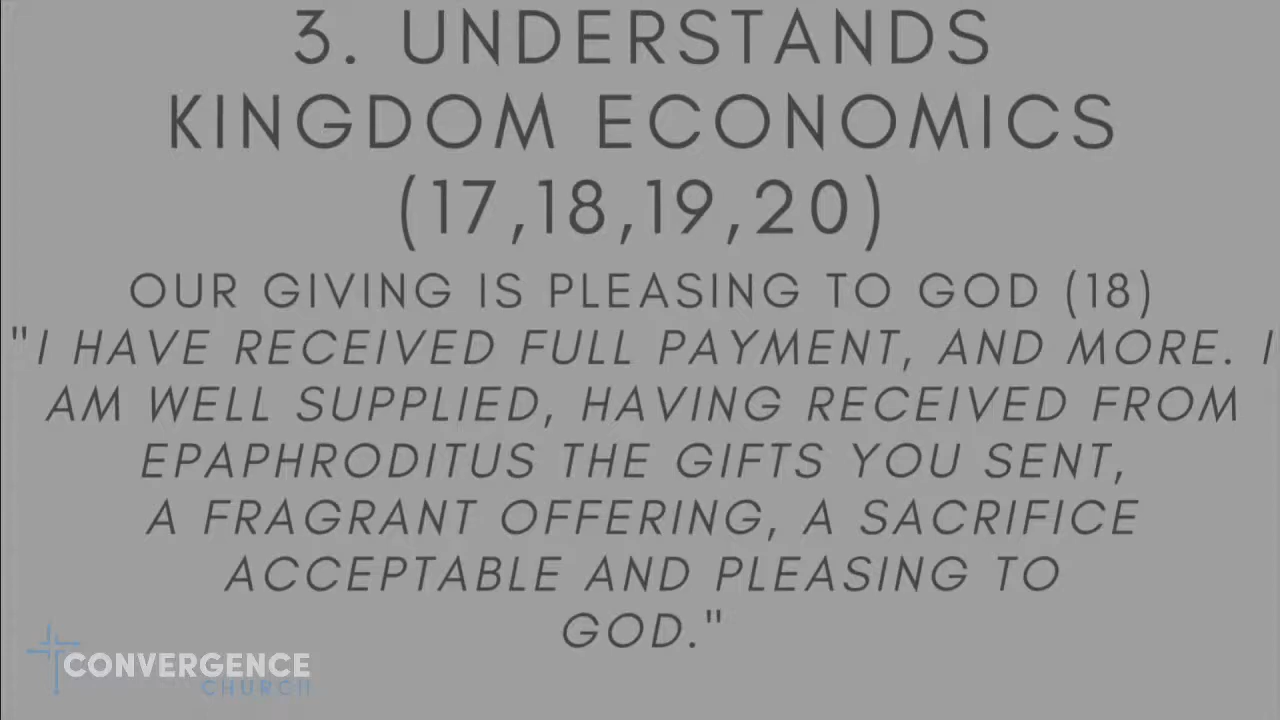 3. UNDERSTANDS
KINGDOM ECONOMICS
(17,18,19,20)
OUR GIVING IS PLEASING TO GOD (18)
"I HAVE RECEIVED FULL PAYMENT, AND MORE. I
AM WELL SUPPLIED, HAVING RECEIVED FROM
EPAPHRODITUS THE GIFTS YOU SENT,
A FRAGRANT OFFERING, A SACRIFICE
ACCEPTABLE AND PLEASING TO
GOD."
CONVERGENCE
CHURCH